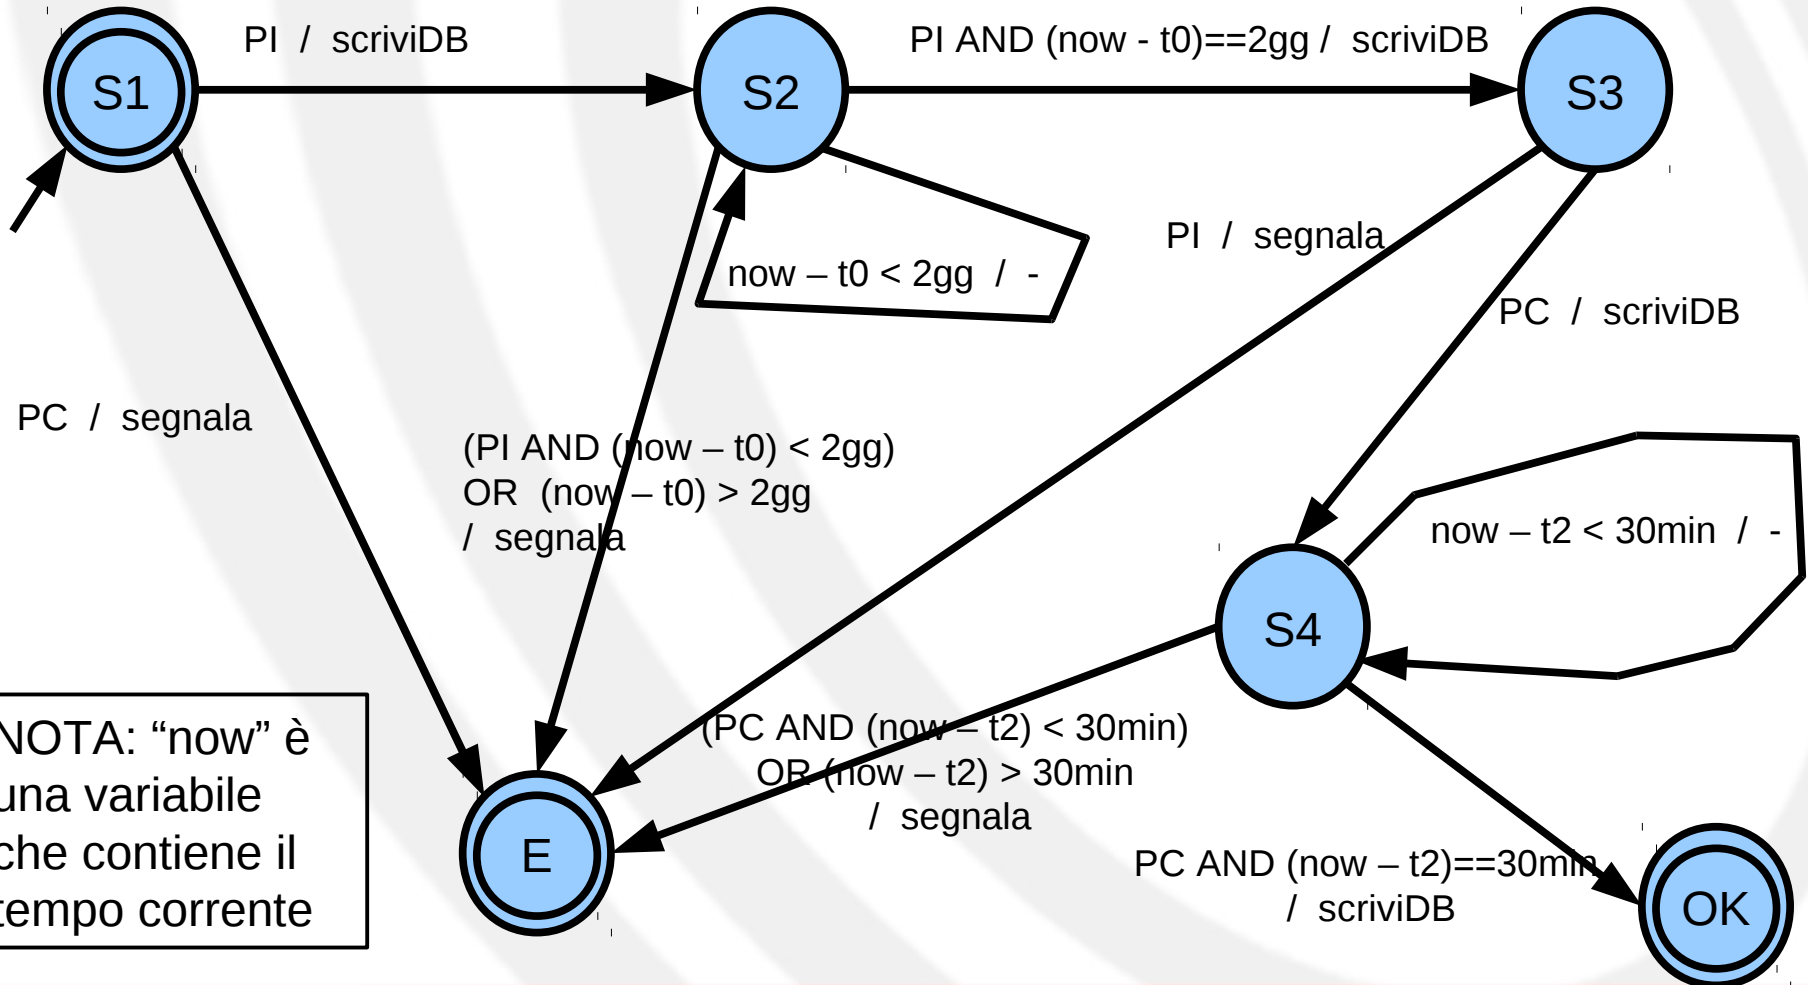 PI / scriviDB
PI AND (now - t0)==2gg / scriviDB
S1
S2
S3
PI / segnala
now – t0 < 2gg / -
PC / scriviDB
PC / segnala
(PI AND (now – t0) < 2gg)
OR (now – t0) > 2gg
/ segnala
now – t2 < 30min / -
S4
NOTA: “now” è
una variabile
che contiene il
tempo corrente
(PC AND (now – t2) < 30min)
OR (now – t2) > 30min
/ segnala
E
PC AND (now – t2)==30min
/ scriviDB
OK